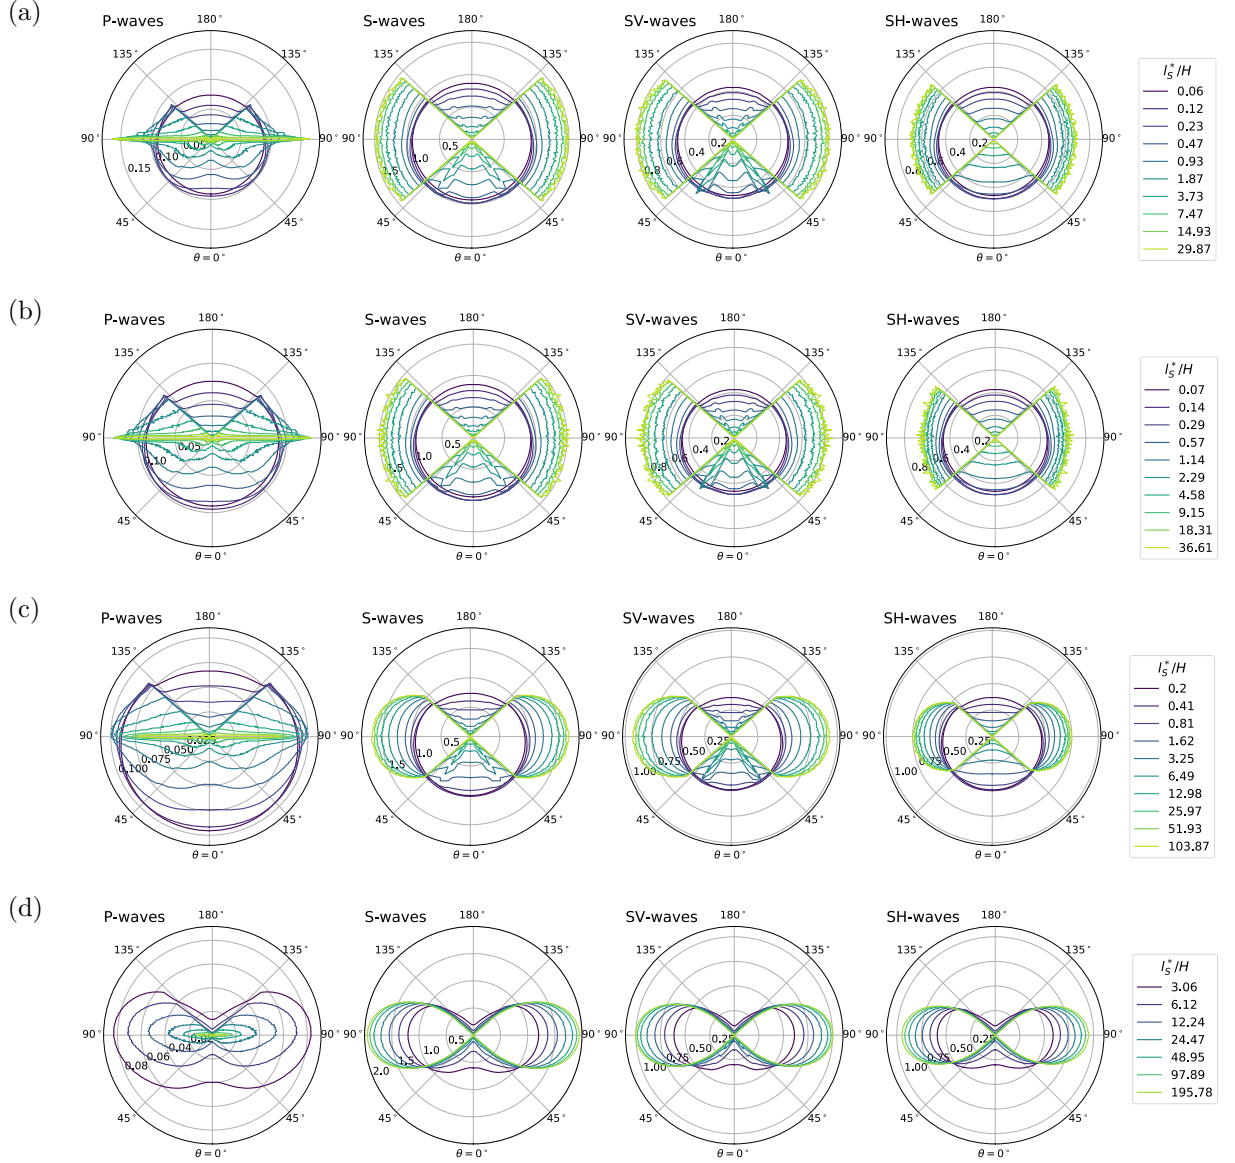 (a)
P-waves 180° S-waves 180° SV-waves 180° SH-waves 180°
135° 135° 135° 135° 135° 135° 135° 135°
90° 90° 90° 90° 90° 90° 90° 90°
0.05 0.10 0.15 0.5 1.0 1.5 0.2 0.4 0.6 0.8 0.2 0.4 0.6 0.6
45° 45° 45° 45° 45° 45° 45° 45°
θ = 0° θ = 0° θ = 0° θ = 0°
l*S/H
0.06
0.12
0.23
0.47
0.93
1.87
3.73
7.47
14.93
29.87
(b)
P-waves 180° S-waves 180° SV-waves 180° SH-waves 180°
135° 135° 135° 135° 135° 135° 135° 135°
90° 90° 90° 90° 90° 90° 90° 90°
0.05 0.10 0.5 1.0 1.5 0.2 0.4 0.6 0.8 0.2 0.4 0.6 0.8
45° 45° 45° 45° 45° 45° 45° 45°
θ = 0° θ = 0° θ = 0° θ = 0°
l*S/H
0.07
0.14
0.29
0.57
1.14
2.29
4.58
9.15
18.31
36.61
(c)
P-waves 180° S-waves 180° SV-waves 180° SH-waves 180°
135° 135° 135° 135° 135° 135° 135° 135°
90° 90° 90° 90° 90° 90° 90° 90°
0.025 0.050 0.075 0.100 0.5 1.0 1.5 0.25 0.50 0.75 1.00 0.25 0.50 0.75 1.00
45° 45° 45° 45° 45° 45° 45° 45°
θ = 0° θ = 0° θ = 0° θ = 0°
l*S/H
0.2
0.41
0.81
1.62
3.25
6.49
12.98
25.97
51.93
103.87
(d)
P-waves 180° S-waves 180° SV-waves 180° SH-waves 180°
135° 135° 135° 135° 135° 135° 135° 135°
90° 90° 90° 90° 90° 90° 90° 90°
0.04 0.06 0.08 0.5 1.0 1.5 2.0 0.25 0.50 0.75 1.00 0.25 0.50 0.75 1.00
45° 45° 45° 45° 45° 45° 45° 45°
θ = 0° θ = 0° θ = 0° θ = 0°
l*S/H
3.06
6.12
12.24
24.47
48.95
97.89
195.78